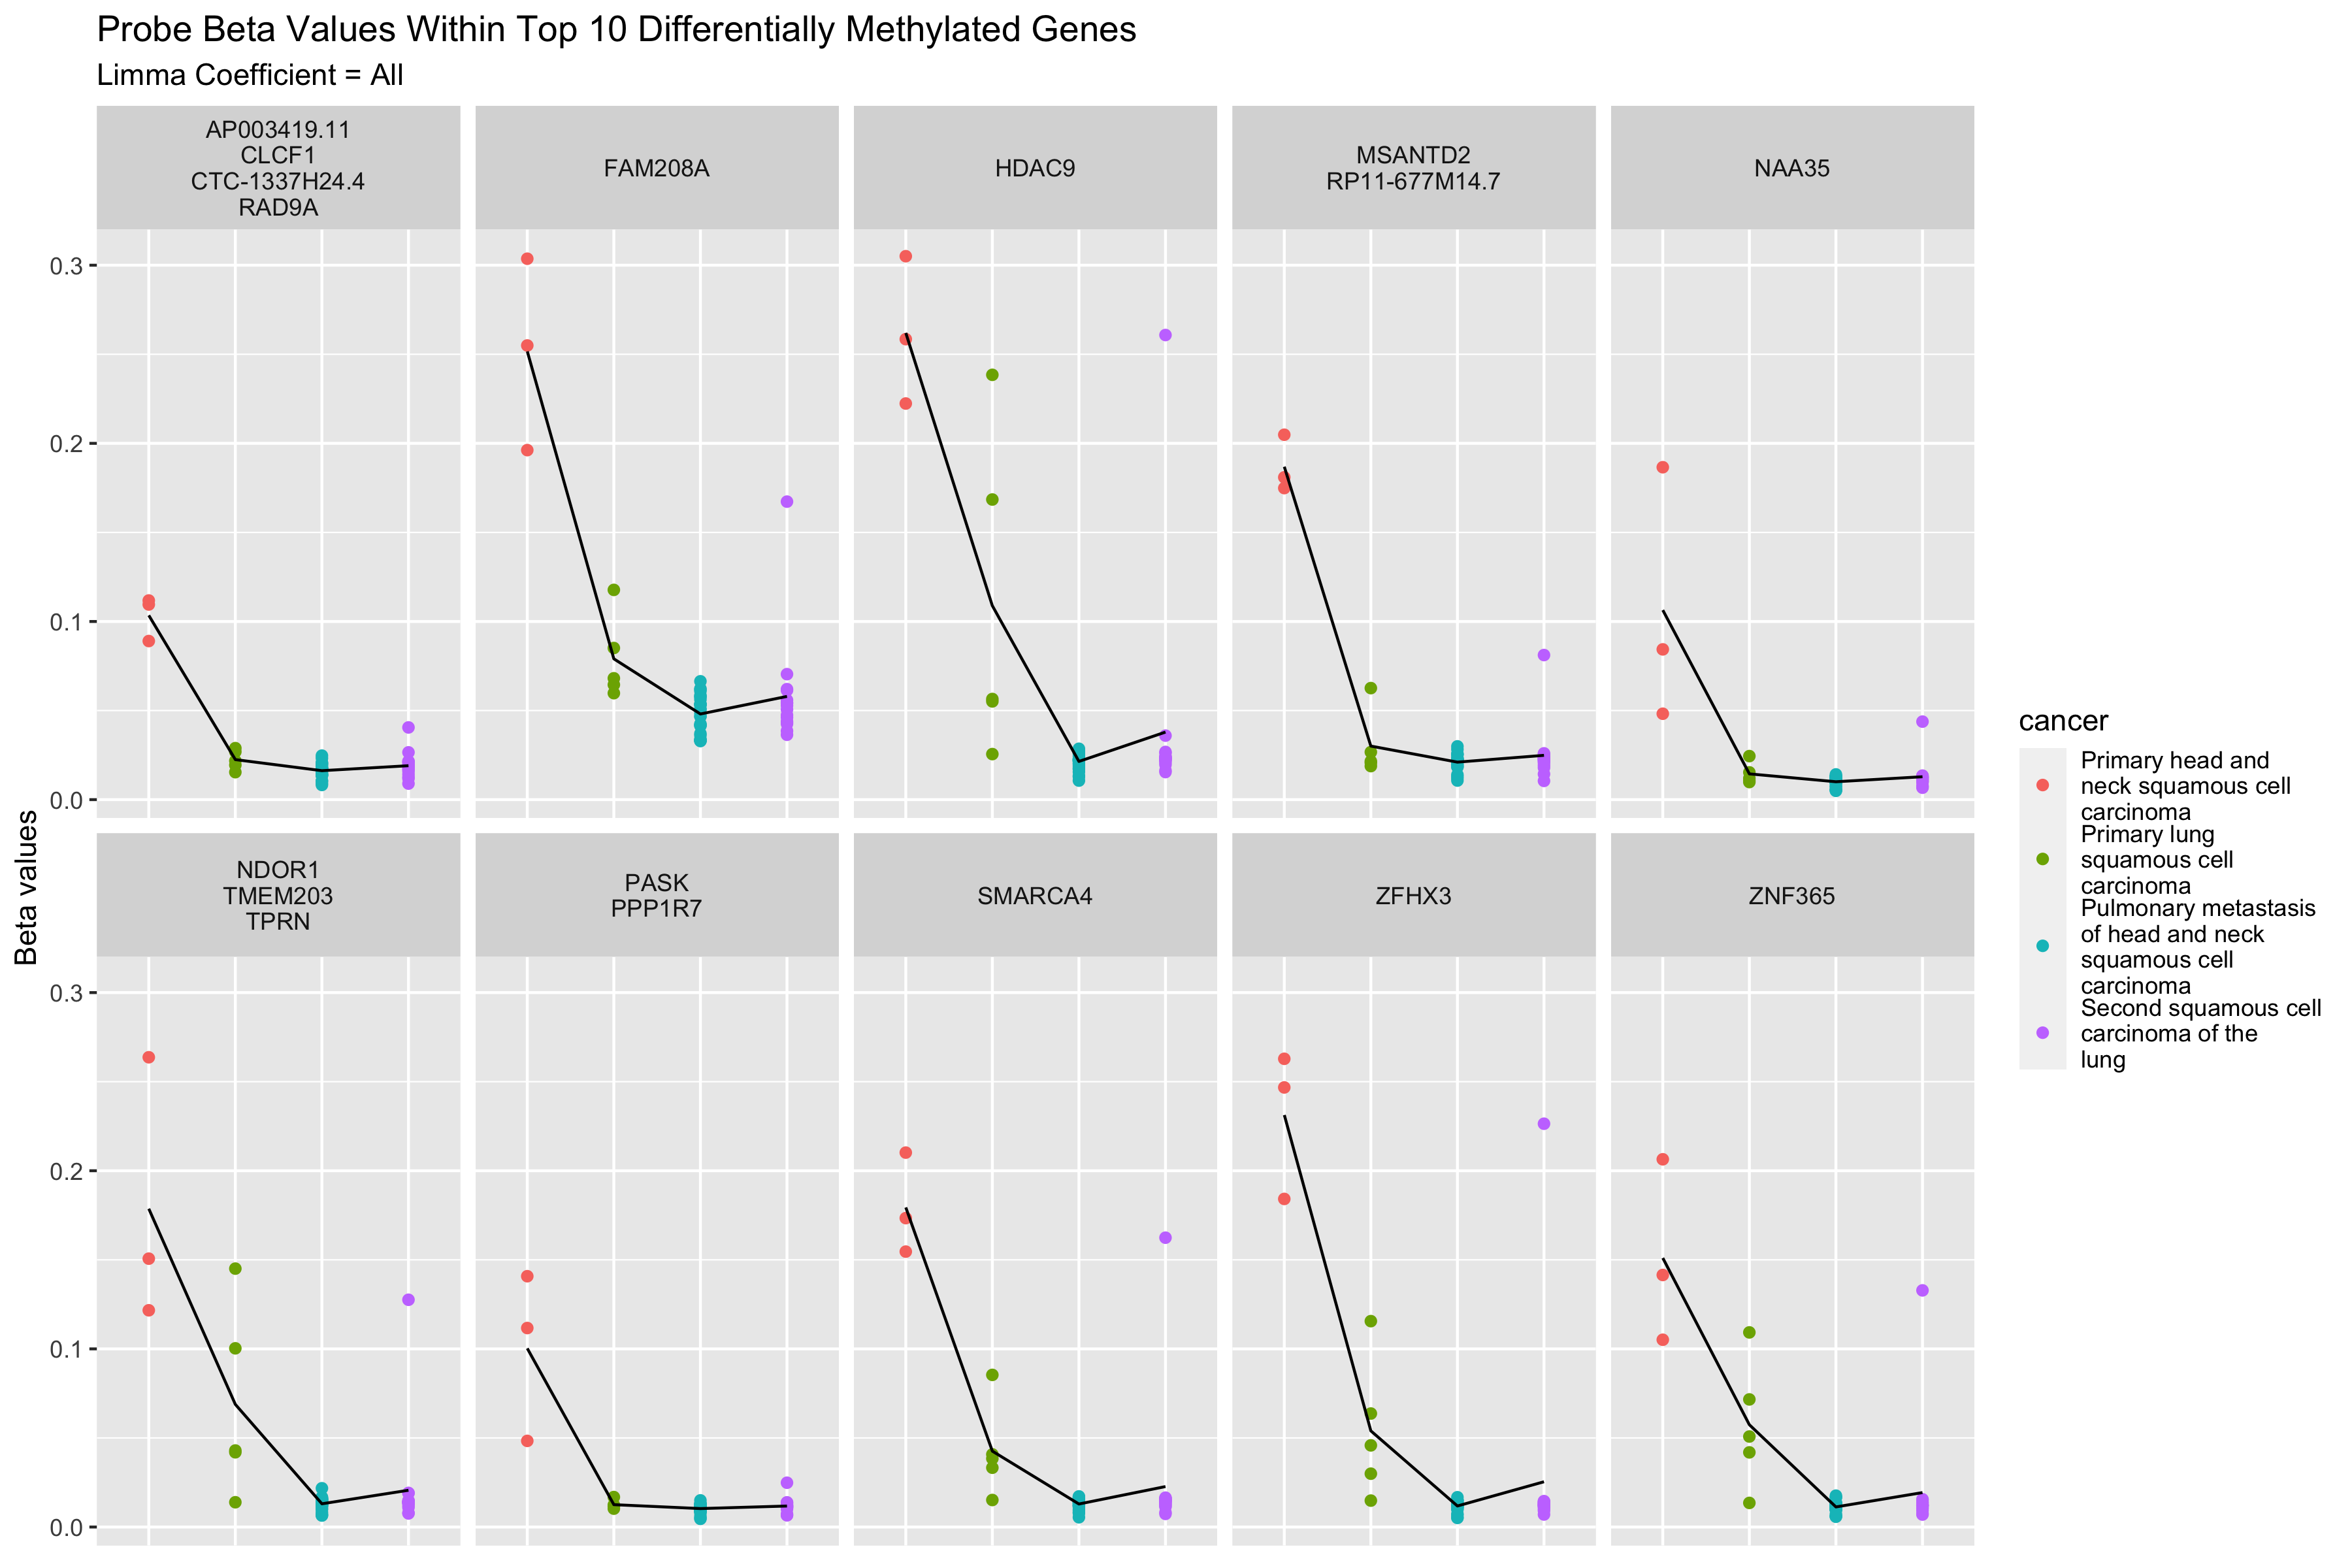 Probe Beta Values Within Top 10 Differentially Methylated Genes
Limma Coefficient = All
AP003419.11
CLCF1
CTC-1337H24.4
RAD9A
FAM208A
HDAC9
MSANTD2
RP11-677M14.7
NAA35
0.3
0.2
0.1
0.0
NDOR1
TMEM203
TPRN
PASK
PPP1R7
SMARCA4
ZFHX3
ZNF365
0.3
0.2
0.1
0.0
Beta values
cancer
Primary head and
neck squamous cell
carcinoma
Primary lung
squamous cell
carcinoma
Pulmonary metastasis
of head and neck
squamous cell
carcinoma
Second squamous cell
carcinoma of the
lung